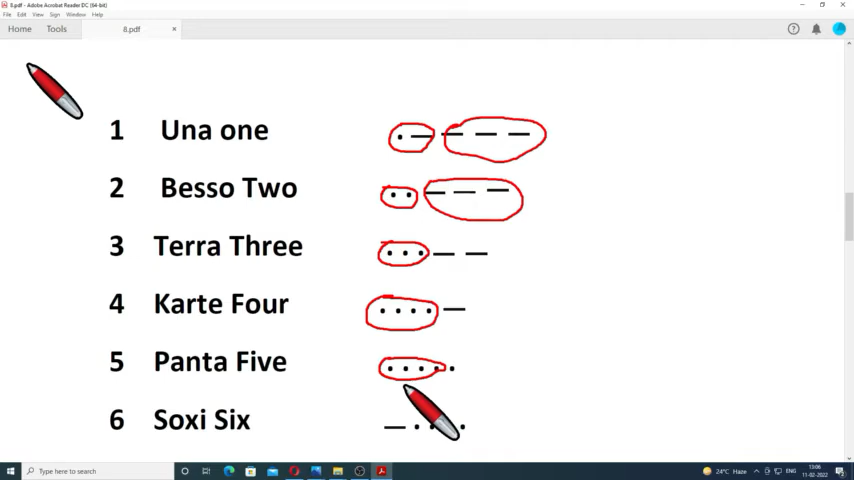 8.pdf - Adobe Acrobat Reader DC (64-bit)
File Edit View Sign Window Help
Home Tools 8.pdf ×
1 Una one . — — — —
2 Besso Two . . — — —
3 Terra Three . . . — —
4 Karte Four . . . . —
5 Panta Five . . . . .
6 Soxi Six — . . . .
Type here to search
24°C Haze
ENG
13:06
11-02-2022